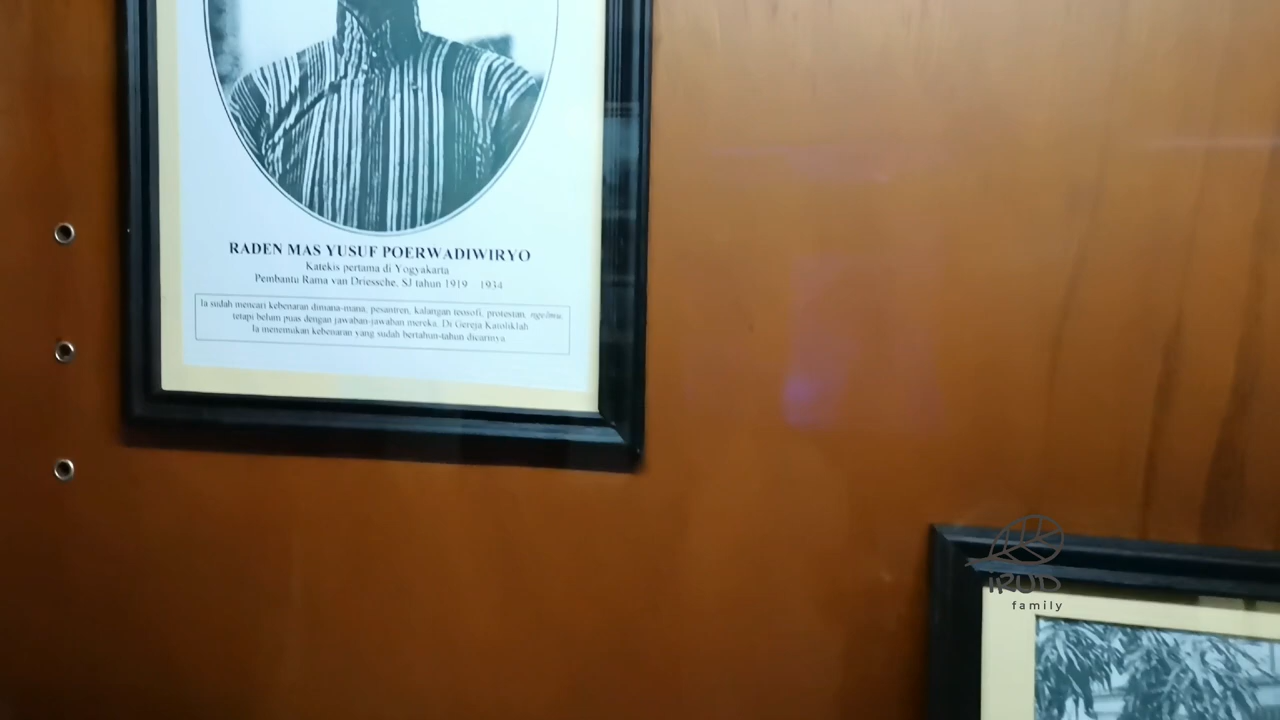 RADEN MAS YUSUF POERWADIWIRYO
Katekis pertama di Yogyakarta
Pembantu Rama van Driessche, SJ tahun 1919 1934
Ia sudah mencari kebenaran dimana-mana, pesantren, kalangan teosofi, protestan, ngelmu,
tetapi belum puas dengan jawaban-jawaban mereka. Di Gereja Katoliklah
Ia menemukan kebenaran yang sudah bertahun-tahun dicarinya
IRUD
family